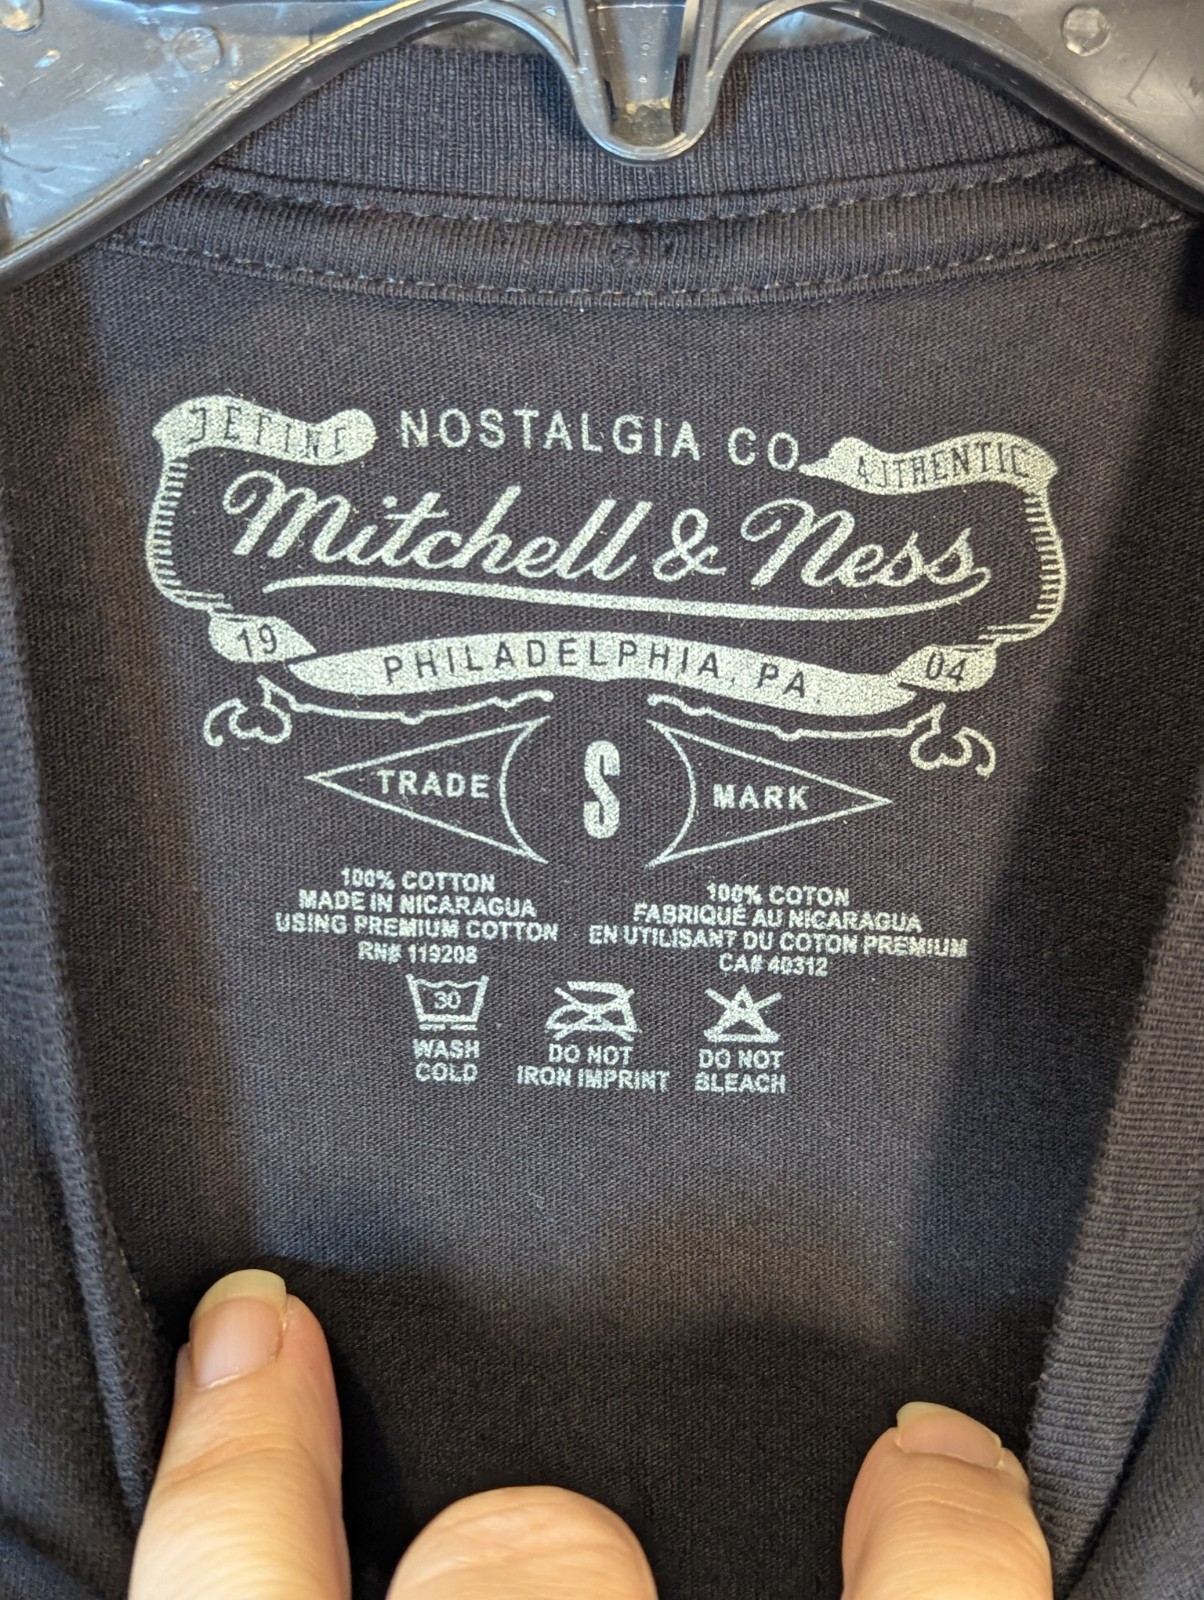 NOSTALGIA CO.
AUTHENTIC
Mitchell & Ness
19
PHILADELPHIA, PA.
04
TRADE
S
MARK
100% COTTON
MADE IN NICARAGUA
USING PREMIUM COTTON
RN# 119208
100% COTON
FABRIQUÉ AU NICARAGUA
EN UTILISANT DU COTON PREMIUM
CA# 40312
30
WASH
COLD
DO NOT
IRON IMPRINT
DO NOT
BLEACH